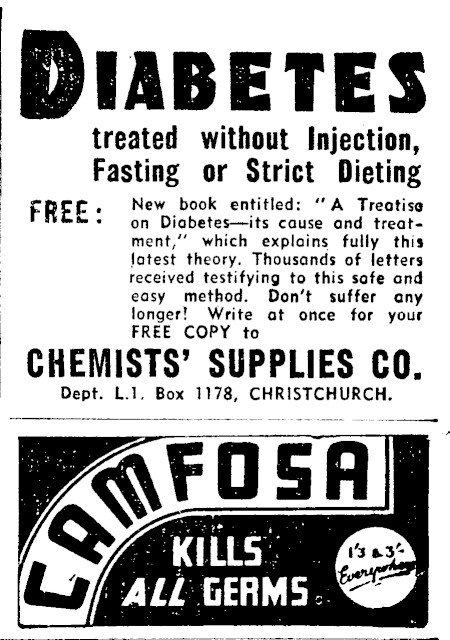 DIABETES
treated without Injection,
Fasting or Strict Dieting
FREE:
New book entitled: "A Treatise
on Diabetes—its cause and treat-
ment," which explains fully this
latest theory. Thousands of letters
received testifying to this safe and
easy method. Don't suffer any
longer! Write at once for your
FREE COPY to
CHEMISTS' SUPPLIES CO.
Dept. L.1. Box 1178, CHRISTCHURCH.
CAMFOSA
KILLS
ALL GERMS.
1'3 & 3'-
Everywhere